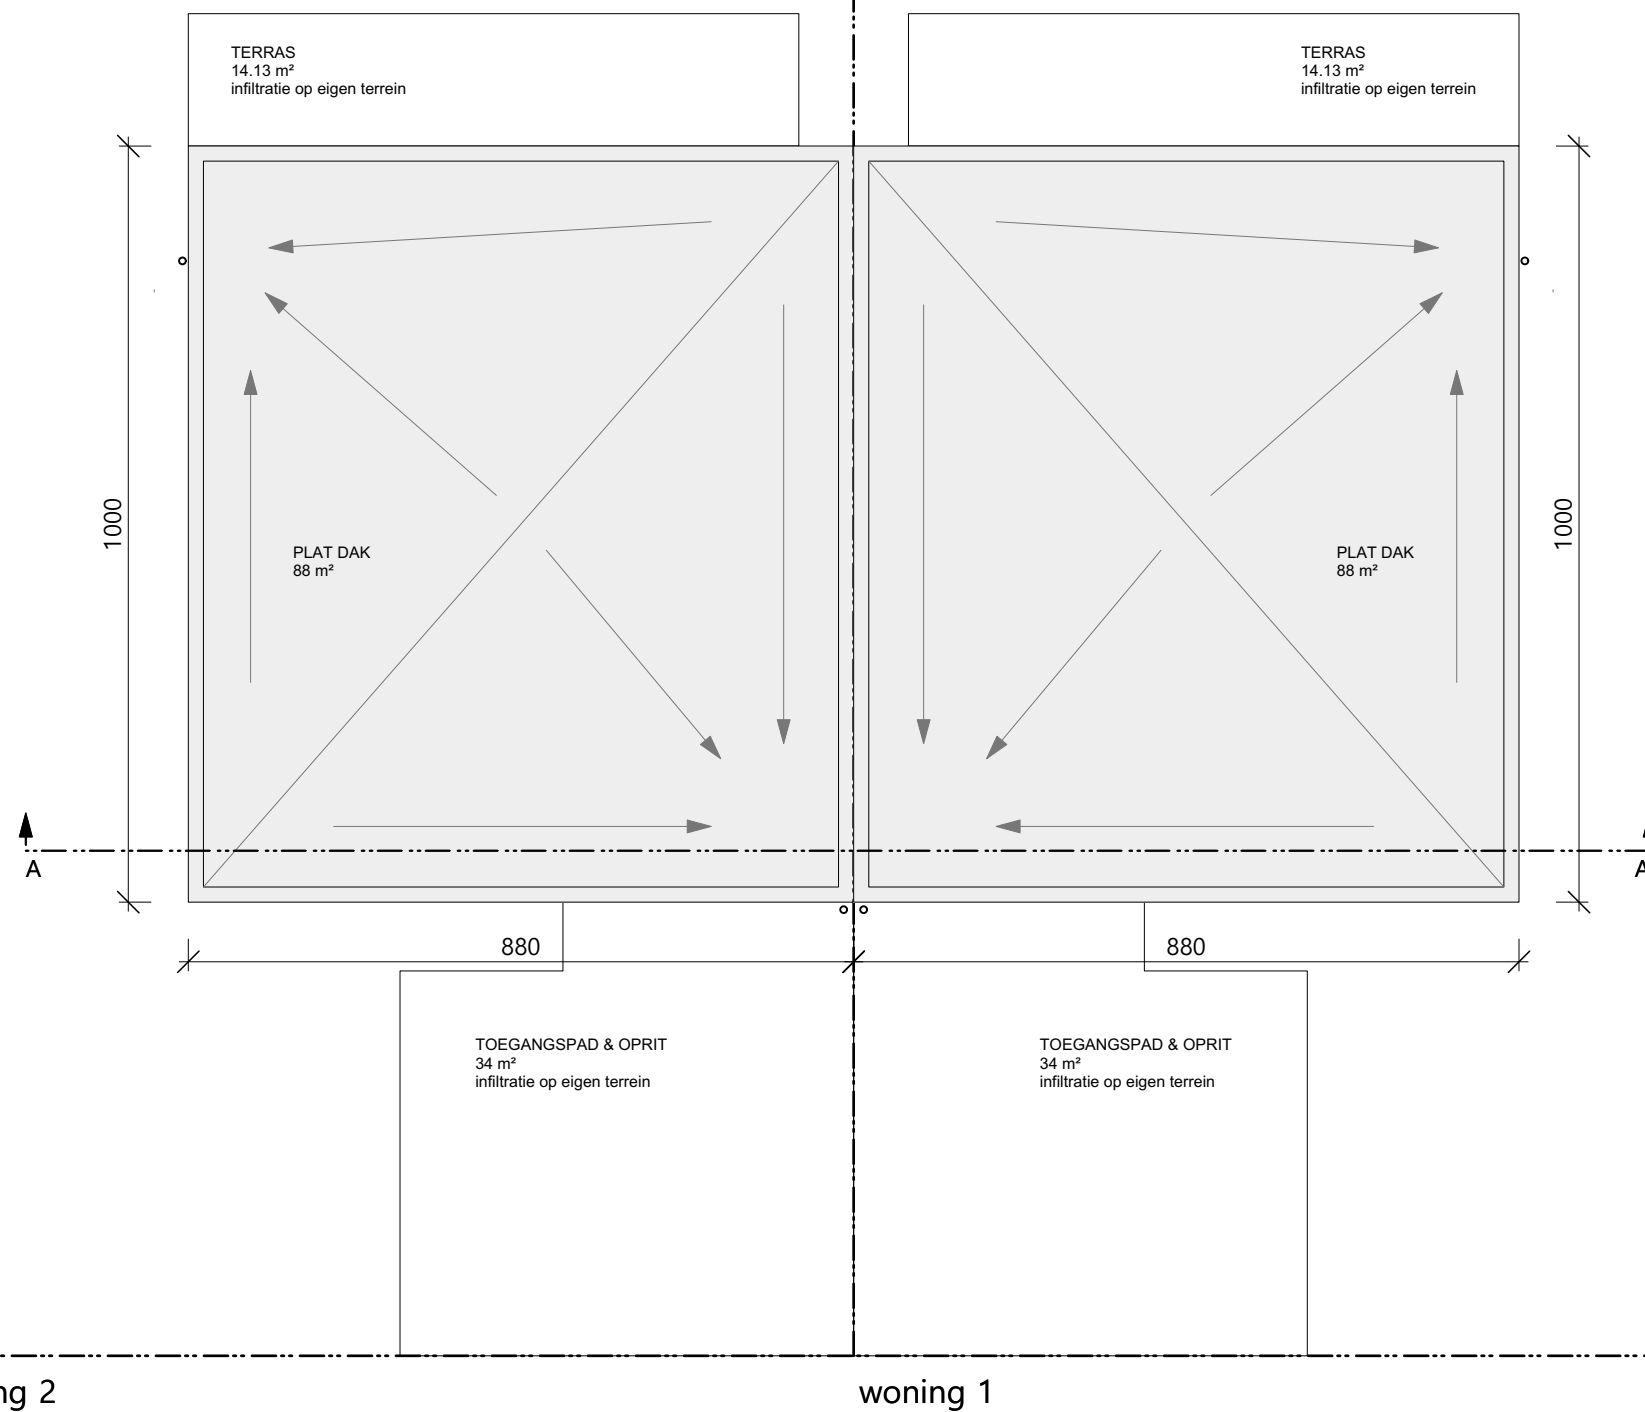 TERRAS
14.13 m²
infiltratie op eigen terrein
TERRAS
14.13 m²
infiltratie op eigen terrein
1000
1000
PLAT DAK
88 m²
PLAT DAK
88 m²
A
A
880
880
TOEGANGSPAD & OPRIT
34 m²
infiltratie op eigen terrein
TOEGANGSPAD & OPRIT
34 m²
infiltratie op eigen terrein
ng 2
woning 1